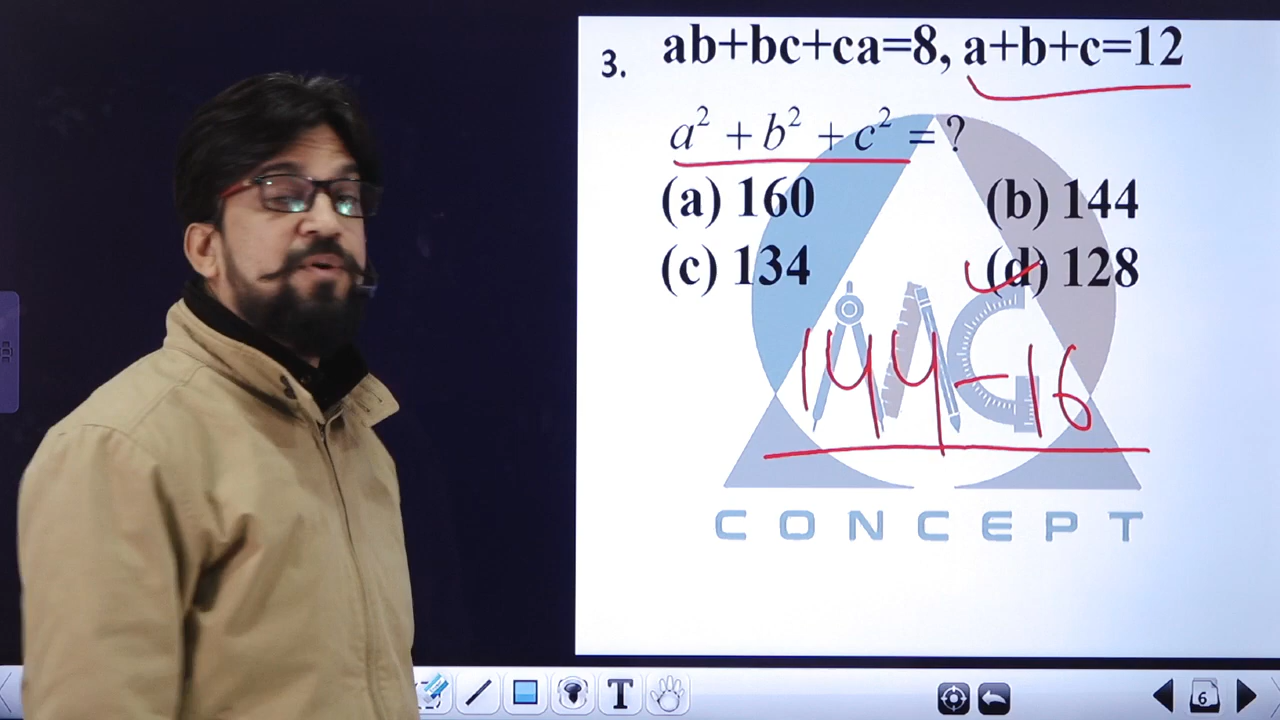 3. ab+bc+ca=8, a+b+c=12
a² + b² + c² = ?
(a) 160 (b) 144
(c) 134 (d) 128
144-16
CONCEPT
T 6